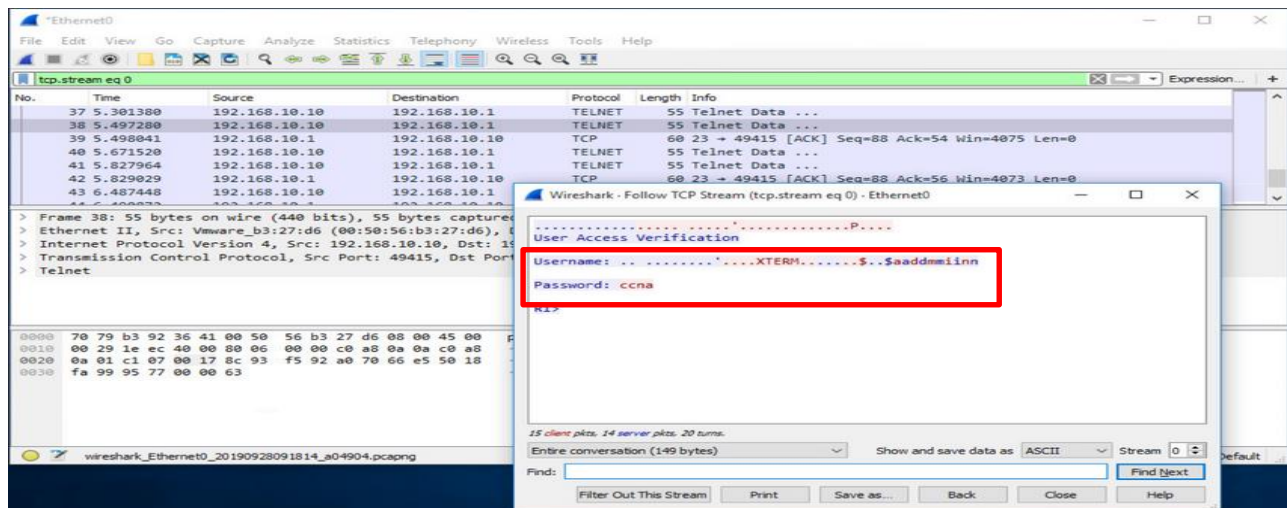 *Ethernet0
File Edit View Go Capture Analyze Statistics Telephony Wireless Tools Help
tcp.stream eq 0
Expression... +
No. Time Source Destination Protocol Length Info
37 5.301380 192.168.10.10 192.168.10.1 TELNET 55 Telnet Data ...
38 5.497280 192.168.10.10 192.168.10.1 TELNET 55 Telnet Data ...
39 5.498041 192.168.10.1 192.168.10.10 TCP 60 23 → 49415 [ACK] Seq=88 Ack=54 Win=4075 Len=0
40 5.671520 192.168.10.10 192.168.10.1 TELNET 55 Telnet Data ...
41 5.827964 192.168.10.10 192.168.10.1 TELNET 55 Telnet Data ...
42 5.829029 192.168.10.1 192.168.10.10 TCP 60 23 → 49415 [ACK] Seq=88 Ack=56 Win=4073 Len=0
43 6.487448 192.168.10.10 192.168.10.1
> Frame 38: 55 bytes on wire (440 bits), 55 bytes capture
> Ethernet II, Src: Vmware_b3:27:d6 (00:50:56:b3:27:d6),
> Internet Protocol Version 4, Src: 192.168.10.10, Dst: 19
> Transmission Control Protocol, Src Port: 49415, Dst Por
> Telnet
0000 70 79 b3 92 36 41 00 50 56 b3 27 d6 08 00 45 00
0010 00 29 1e ec 40 00 80 06 00 00 c0 a8 0a 0a c0 a8
0020 0a 01 c1 07 00 17 8c 93 f5 92 a0 70 66 e5 50 18
0030 fa 99 95 77 00 00 63
wireshark_Ethernet0_20190928091814_a04904.pcapng
Default
Wireshark - Follow TCP Stream (tcp.stream eq 0) - Ethernet0
................. .....'.............P....
User Access Verification
Username: .. ........'....XTERM.......$..$aaddmmiinn
Password: ccna
R1>
15 client pkts, 14 server pkts, 20 turns.
Entire conversation (149 bytes) Show and save data as ASCII Stream 0
Find: Find Next
Filter Out This Stream Print Save as... Back Close Help